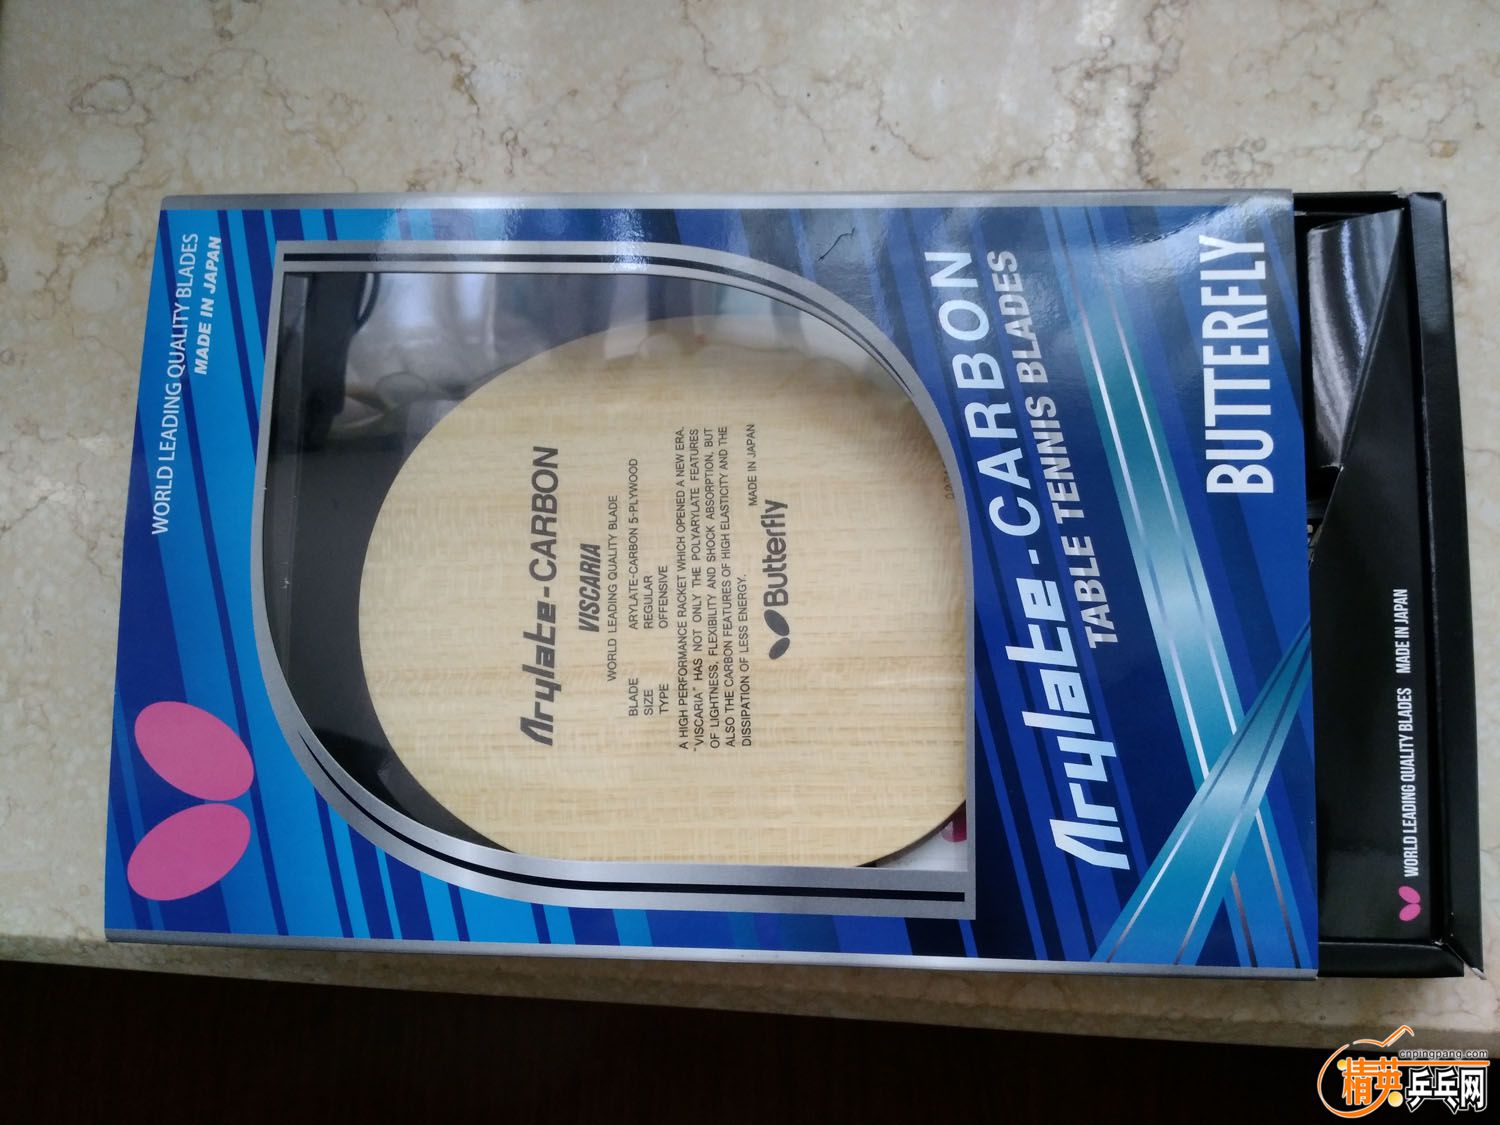 WORLD LEADING QUALITY BLADES
MADE IN JAPAN
Arylate-CARBON
VISCARIA
WORLD LEADING QUALITY BLADE
BLADE ARYLATE-CARBON 5-PLYWOOD
SIZE REGULAR
TYPE OFFENSIVE
A HIGH PERFORMANCE RACKET WHICH OPENED A NEW ERA.
"VISCARIA" HAS NOT ONLY THE POLYARYLATE FEATURES
OF LIGHTNESS, FLEXIBILITY AND SHOCK ABSORPTION, BUT
ALSO THE CARBON FEATURES OF HIGH ELASTICITY AND THE
DISSIPATION OF LESS ENERGY.
MADE IN JAPAN
Butterfly
Arylate-CARBON
TABLE TENNIS BLADES
BUTTERFLY
WORLD LEADING QUALITY BLADES MADE IN JAPAN
cnpingpang.com
精英乒乓网